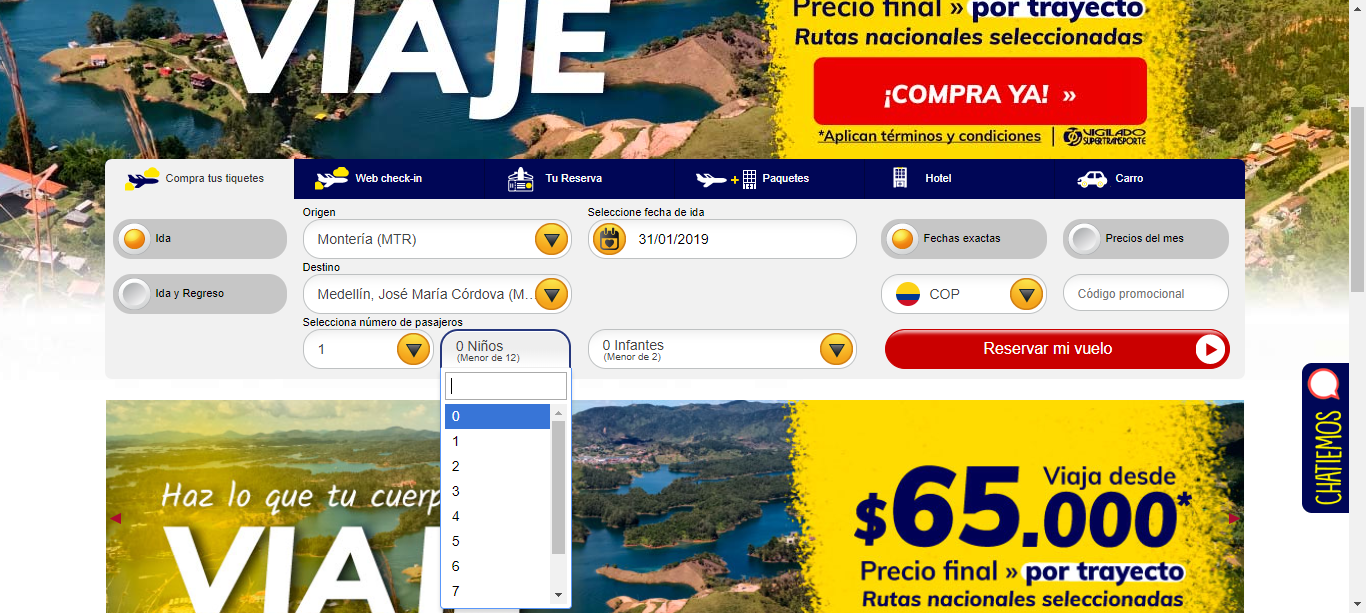 VIAJE
Precio final » por trayecto
Rutas nacionales seleccionadas
¡COMPRA YA! »
*Aplican términos y condiciones | VIGILADO
SUPERTRANSPORTE
Compra tus tiquetes
Web check-in
Tu Reserva
Paquetes
Hotel
Carro
Ida
Ida y Regreso
Origen
Montería (MTR)
Destino
Medellín, José María Córdova (M...
Selecciona número de pasajeros
1
0 Niños
(Menor de 12)
0 Infantes
(Menor de 2)
Seleccione fecha de ida
31/01/2019
Fechas exactas
Precios del mes
COP
Código promocional
Reservar mi vuelo
0
1
2
3
4
5
6
7
CHATIEMOS
Haz lo que tu cuerp
VIAJ
Viaja desde
$65.000*
Precio final » por trayecto
Rutas nacionales seleccionadas